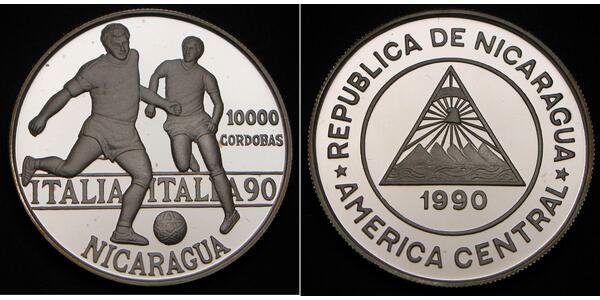 10000
CORDOBAS
ITALIA ITALIA 90
NICARAGUA
REPUBLICA DE NICARAGUA
1990
★ AMERICA CENTRAL ★